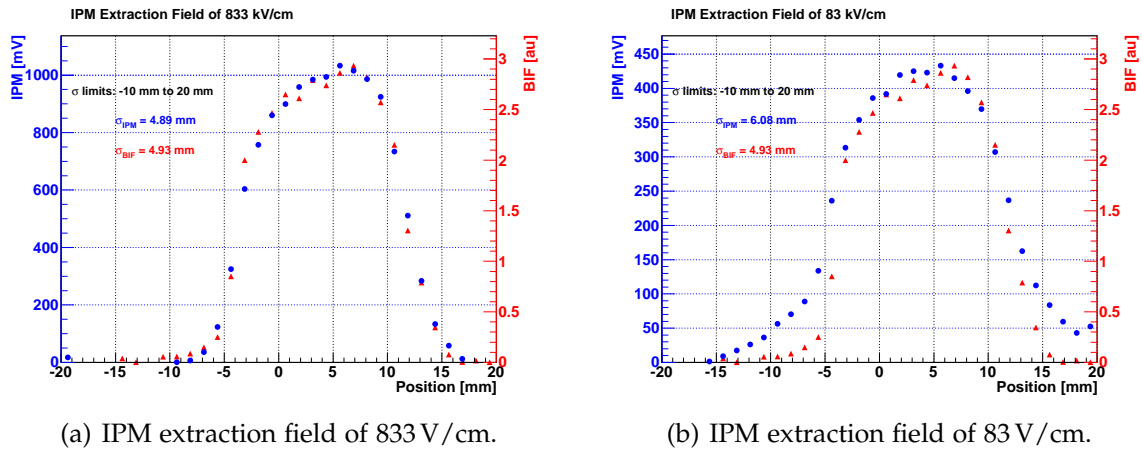 IPM Extraction Field of 833 kV/cm
IPM [mV]
1000
800
600
400
200
0
σ limits: -10 mm to 20 mm
σIPM = 4.89 mm
σBIF = 4.93 mm
BIF [au]
3
2.5
2
1.5
1
0.5
0
-20 -15 -10 -5 0 5 10 15 20
Position [mm]
(a) IPM extraction field of 833 V/cm.
IPM Extraction Field of 83 kV/cm
IPM [mV]
450
400
350
300
250
200
150
100
50
0
σ limits: -10 mm to 20 mm
σIPM = 6.08 mm
σBIF = 4.93 mm
BIF [au]
3
2.5
2
1.5
1
0.5
0
-20 -15 -10 -5 0 5 10 15 20
Position [mm]
(b) IPM extraction field of 83 V/cm.